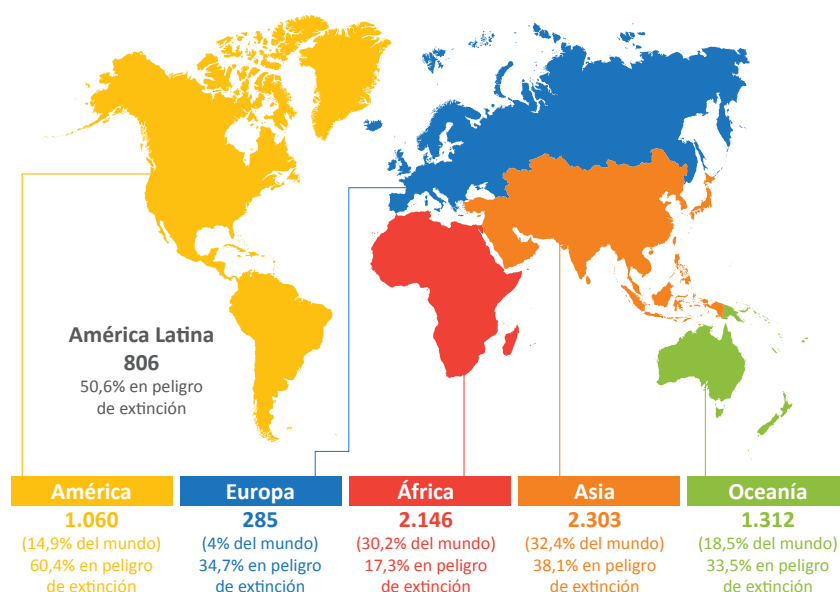 América Latina
806
50,6% en peligro
de extinción
América
1.060
(14,9% del mundo)
60,4% en peligro
de extinción
Europa
285
(4% del mundo)
34,7% en peligro
de extinción
África
2.146
(30,2% del mundo)
17,3% en peligro
de extinción
Asia
2.303
(32,4% del mundo)
38,1% en peligro
de extinción
Oceanía
1.312
(18,5% del mundo)
33,5% en peligro
de extinción